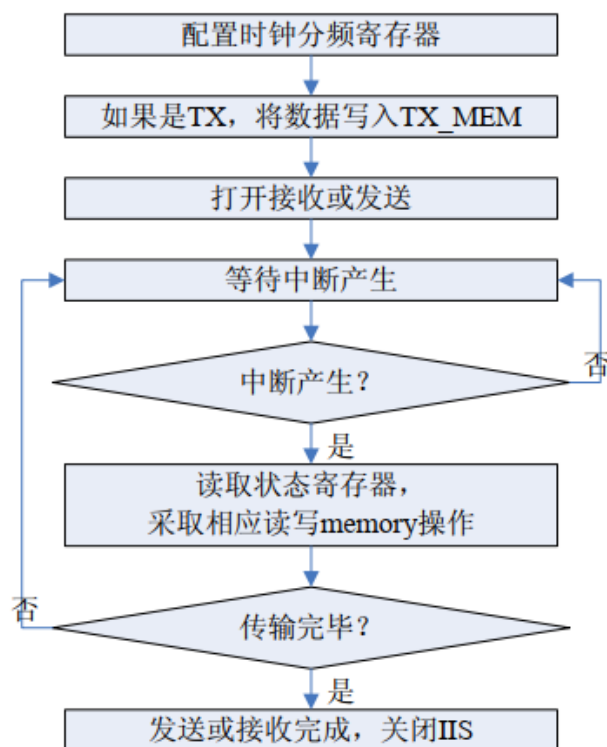 配置时钟分频寄存器
如果是TX，将数据写入TX_MEM
打开接收或发送
等待中断产生
中断产生？
否
是
读取状态寄存器，
采取相应读写memory操作
传输完毕？
否
是
发送或接收完成，关闭IIS